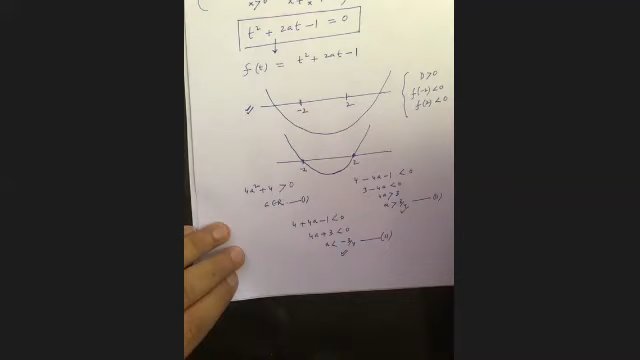 x>0
t² + 2at - 1 = 0
f(t) = t² + 2at - 1
D>0
f(-2) <0
f(2) <0
-2 2
-2 2
4a² + 4 >0
a∈R —(I)
4 - 4a - 1 <0
3 - 4a <0
4a > 3
a > 3/4 —(II)
4 + 4a - 1 <0
4a + 3 <0
a < -3/4 —(III)